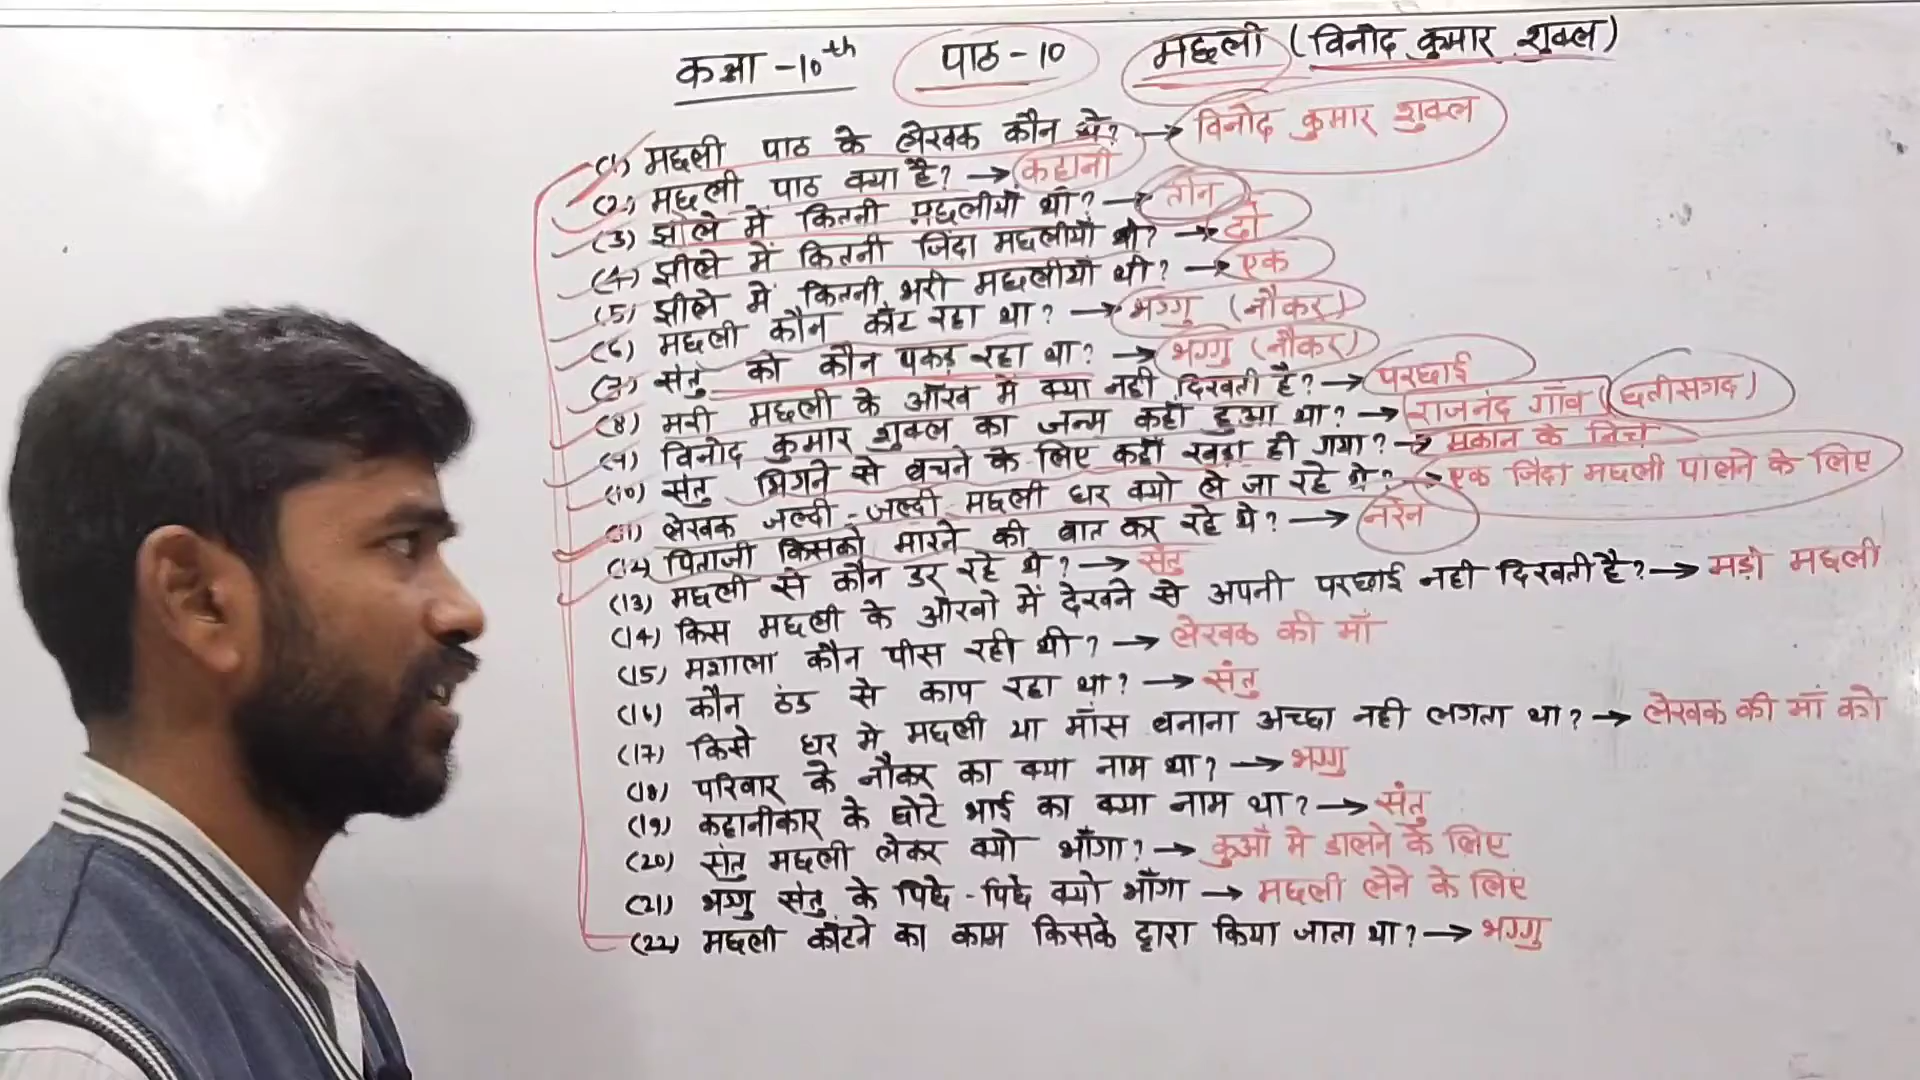 कक्षा -10th पाठ-10 मछली (विनोद कुमार शुक्ल)
(1) मछली पाठ के लेखक कौन थे? → विनोद कुमार शुक्ल
(2) मछली पाठ क्या है? → कहानी
(3) झोले में कितनी मछलीयाँ थी? → तीन
(4) झोले में कितनी जिंदा मछलीयाँ थी? → दो
(5) झोले में कितनी मरी मछलीयाँ थी? → एक
(6) मछली कौन काँट रहा था? → भग्गु (नौकर)
(7) संतु को कौन पकड़ रहा था? → भग्गु (नौकर)
(8) मरी मछली के आँख में क्या नही दिखती है? → परछाई
(9) विनोद कुमार शुक्ल का जन्म कहाँ हुआ था? → राजनंद गाँव (छतीसगढ)
(10) संतु भिगने से बचने के लिए कहाँ खड़ा हो गया? → मकान के निचे
(11) लेखक जल्दी-जल्दी मछली घर क्यो ले जा रहे थे? → एक जिंदा मछली पालने के लिए
(12) पिताजी किसको मारने की बात कर रहे थे? → नरेन
(13) मछली से कौन डर रहे थे? → संतु
(14) किस मछली के आँखो में देखने से अपनी परछाई नही दिखती है? → मड़ी मछली
(15) मशाला कौन पीस रही थी? → लेखक की माँ
(16) कौन ठंड से काप रहा था? → संतु
(17) किसे घर मे मछली या माँस बनाना अच्छा नही लगता था? → लेखक की माँ को
(18) परिवार के नौकर का क्या नाम था? → भग्गु
(19) कहानीकार के छोटे भाई का क्या नाम था? → संतु
(20) संतु मछली लेकर क्यो भाँगा? → कुआँ मे डालने के लिए
(21) भग्गु संतु के पिछे-पिछे क्यो भाँगा → मछली लेने के लिए
(22) मछली काँटने का काम किसके द्वारा किया जाता था? → भग्गु